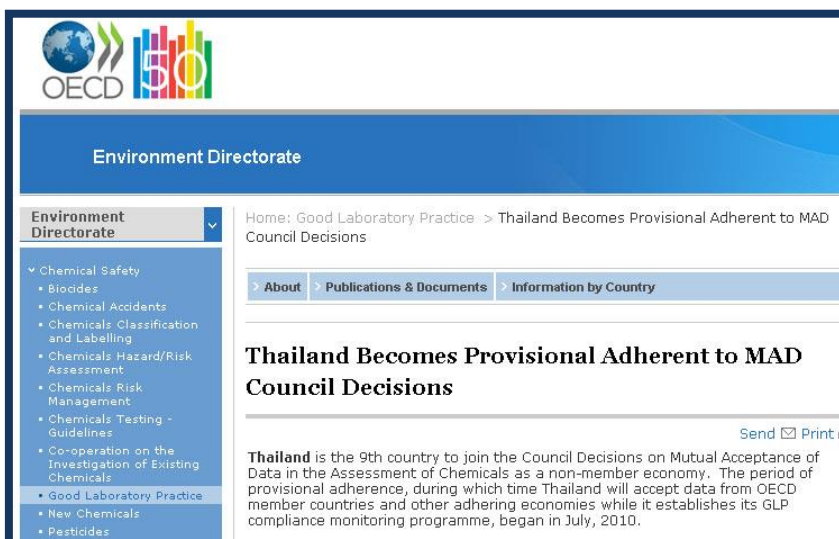 OECD 50
Environment Directorate
Environment
Directorate
Chemical Safety
Biocides
Chemical Accidents
Chemicals Classification
and Labelling
Chemicals Hazard/Risk
Assessment
Chemicals Risk
Management
Chemicals Testing -
Guidelines
Co-operation on the
Investigation of Existing
Chemicals
Good Laboratory Practice
New Chemicals
Pesticides
Home: Good Laboratory Practice > Thailand Becomes Provisional Adherent to MAD
Council Decisions
> About > Publications & Documents > Information by Country
Thailand Becomes Provisional Adherent to MAD
Council Decisions
Send Print
Thailand is the 9th country to join the Council Decisions on Mutual Acceptance of
Data in the Assessment of Chemicals as a non-member economy. The period of
provisional adherence, during which time Thailand will accept data from OECD
member countries and other adhering economies while it establishes its GLP
compliance monitoring programme, began in July, 2010.